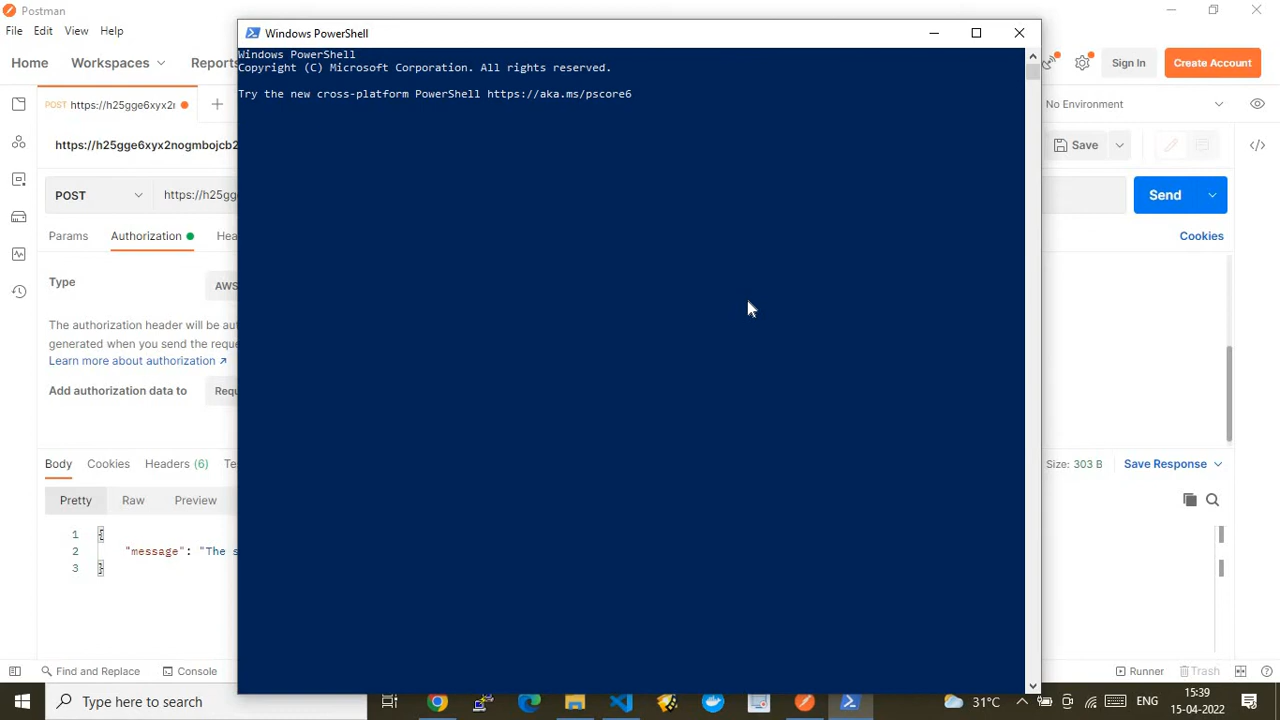 Postman
File Edit View Help
Home Workspaces Reports
Sign In Create Account
Windows PowerShell
Windows PowerShell
Copyright (C) Microsoft Corporation. All rights reserved.
Try the new cross-platform PowerShell https://aka.ms/pscore6
POST https://h25gge6xyx2
No Environment
https://h25gge6xyx2nogmbojcb2
Save
POST
https://h25gg
Send
Params Authorization Hea
Cookies
Type
AWS
The authorization header will be au
generated when you send the reque
Learn more about authorization
Add authorization data to
Requ
Body Cookies Headers (6) Te
Size: 303 B Save Response
Pretty Raw Preview
1 {
2 "message": "The s
3 }
Find and Replace Console
Runner Trash
Type here to search
31°C
ENG
15:39
15-04-2022